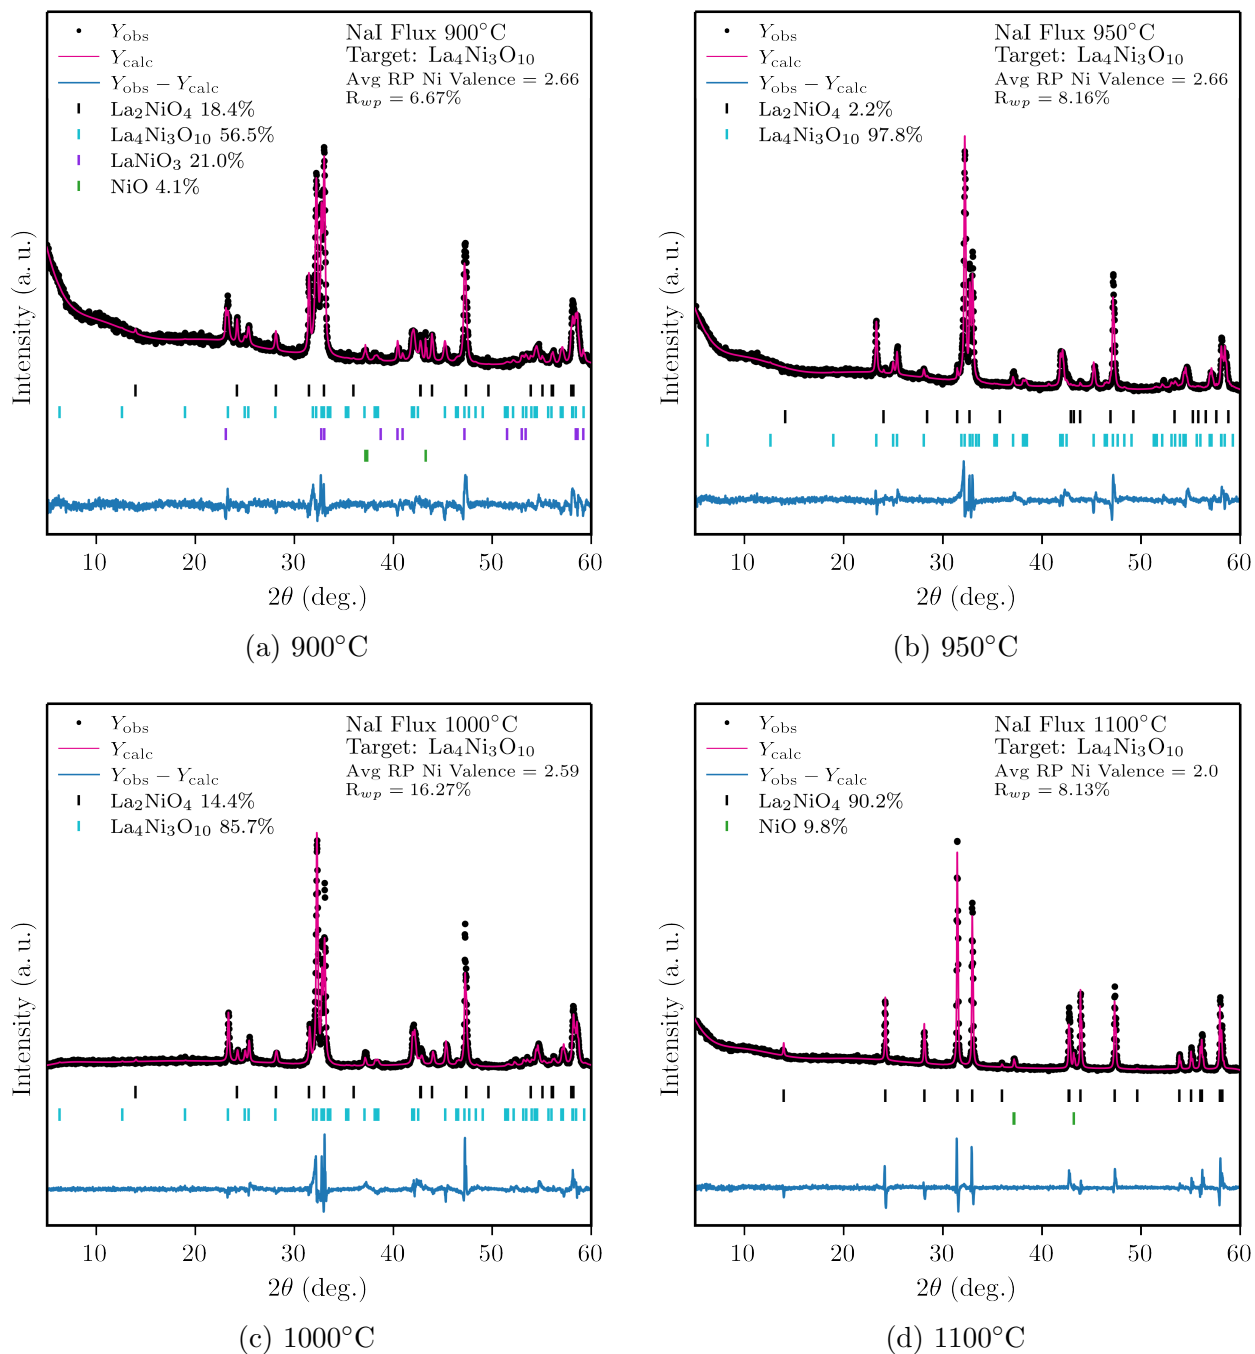 Y_obs
Y_calc
Y_obs − Y_calc
La₂NiO₄ 18.4%
La₄Ni₃O₁₀ 56.5%
LaNiO₃ 21.0%
NiO 4.1%
NaI Flux 900°C
Target: La₄Ni₃O₁₀
Avg RP Ni Valence = 2.66
R_wp = 6.67%
Intensity (a. u.)
10 20 30 40 50 60
2θ (deg.)
(a) 900°C
Y_obs
Y_calc
Y_obs − Y_calc
La₂NiO₄ 2.2%
La₄Ni₃O₁₀ 97.8%
NaI Flux 950°C
Target: La₄Ni₃O₁₀
Avg RP Ni Valence = 2.66
R_wp = 8.16%
Intensity (a. u.)
10 20 30 40 50 60
2θ (deg.)
(b) 950°C
Y_obs
Y_calc
Y_obs − Y_calc
La₂NiO₄ 14.4%
La₄Ni₃O₁₀ 85.7%
NaI Flux 1000°C
Target: La₄Ni₃O₁₀
Avg RP Ni Valence = 2.59
R_wp = 16.27%
Intensity (a. u.)
10 20 30 40 50 60
2θ (deg.)
(c) 1000°C
Y_obs
Y_calc
Y_obs − Y_calc
La₂NiO₄ 90.2%
NiO 9.8%
NaI Flux 1100°C
Target: La₄Ni₃O₁₀
Avg RP Ni Valence = 2.0
R_wp = 8.13%
Intensity (a. u.)
10 20 30 40 50 60
2θ (deg.)
(d) 1100°C